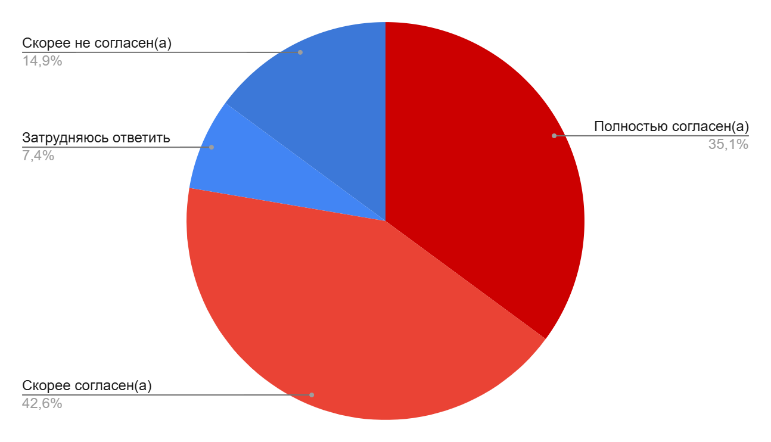 Скорее не согласен(а)
14,9%
Затрудняюсь ответить
7,4%
Полностью согласен(а)
35,1%
Скорее согласен(а)
42,6%